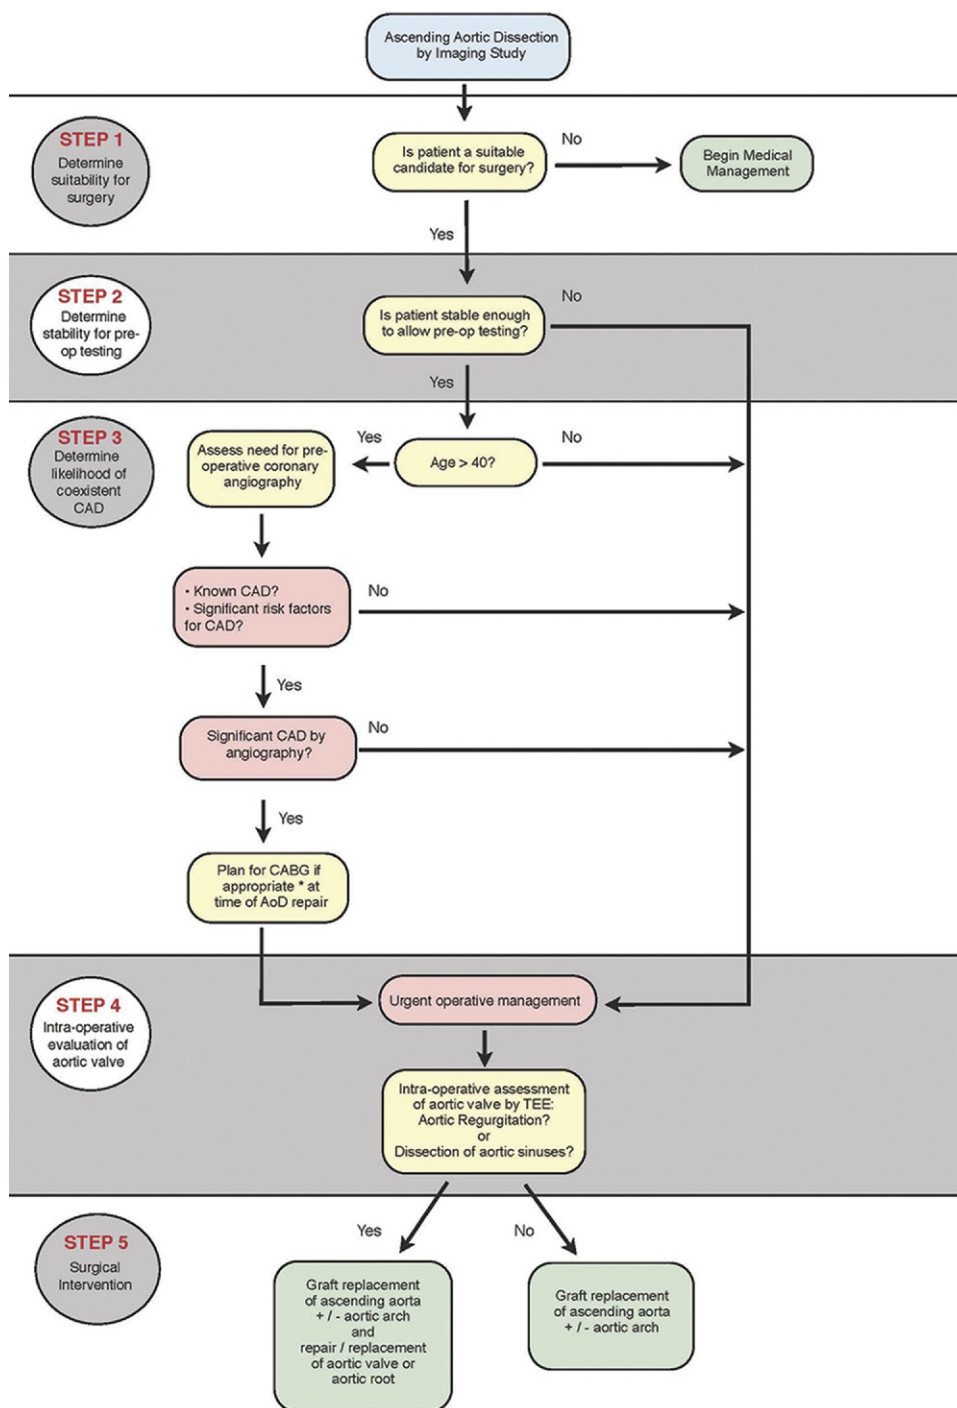 Ascending Aortic Dissection
by Imaging Study
STEP 1
Determine
suitability for
surgery
Is patient a suitable
candidate for surgery?
No
Begin Medical
Management
Yes
STEP 2
Determine
stability for pre-
op testing
Is patient stable enough
to allow pre-op testing?
No
Yes
STEP 3
Determine
likelihood of
coexistent
CAD
Assess need for pre-
operative coronary
angiography
Yes
Age > 40?
No
• Known CAD?
• Significant risk factors
for CAD?
No
Yes
Significant CAD by
angiography?
No
Yes
Plan for CABG if
appropriate * at
time of AoD repair
STEP 4
Intra-operative
evaluation of
aortic valve
Urgent operative management
Intra-operative assessment
of aortic valve by TEE:
Aortic Regurgitation?
or
Dissection of aortic sinuses?
Yes
No
STEP 5
Surgical
Intervention
Graft replacement
of ascending aorta
+ / - aortic arch
and
repair / replacement
of aortic valve or
aortic root
Graft replacement
of ascending aorta
+ / - aortic arch